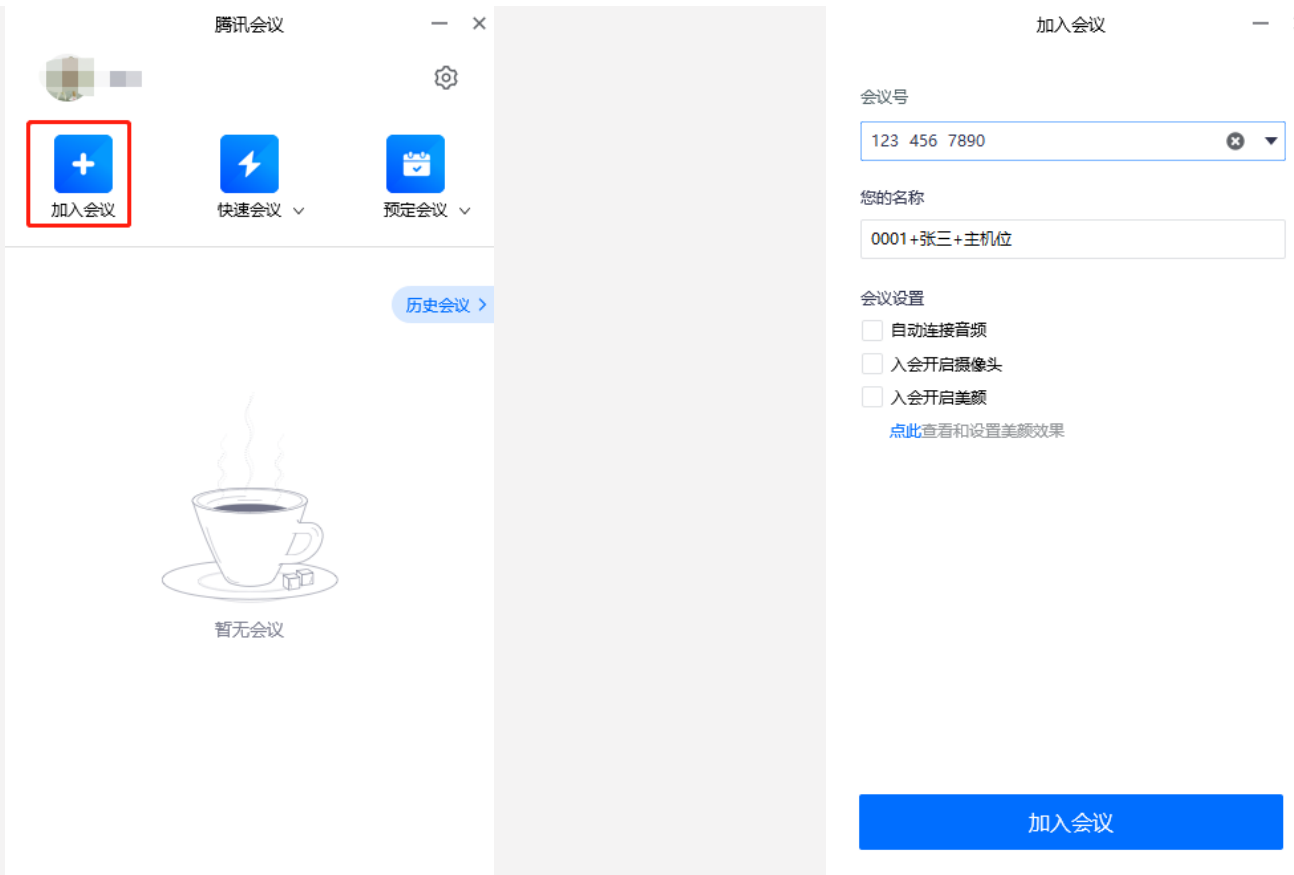 腾讯会议
加入会议
快速会议
预定会议
历史会议
暂无会议
加入会议
会议号
123 456 7890
您的名称
0001+张三+主机位
会议设置
自动连接音频
入会开启摄像头
入会开启美颜
点此查看和设置美颜效果
加入会议